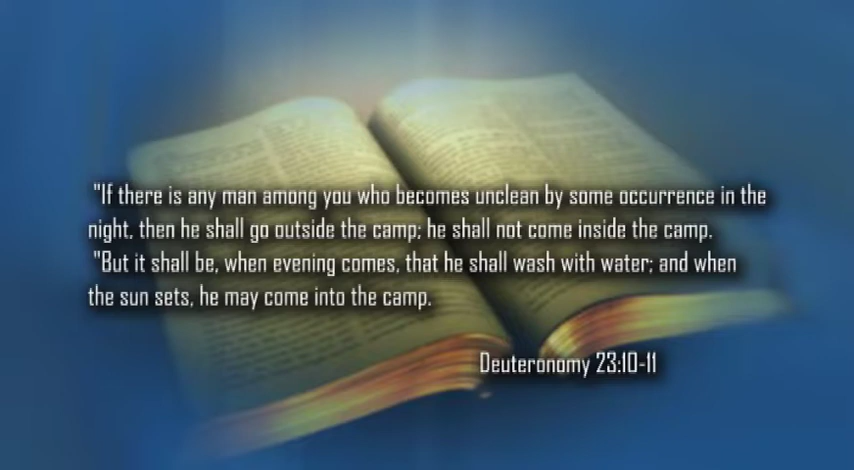 "If there is any man among you who becomes unclean by some occurrence in the
night, then he shall go outside the camp; he shall not come inside the camp.
"But it shall be, when evening comes, that he shall wash with water; and when
the sun sets, he may come into the camp.
Deuteronomy 23:10-11